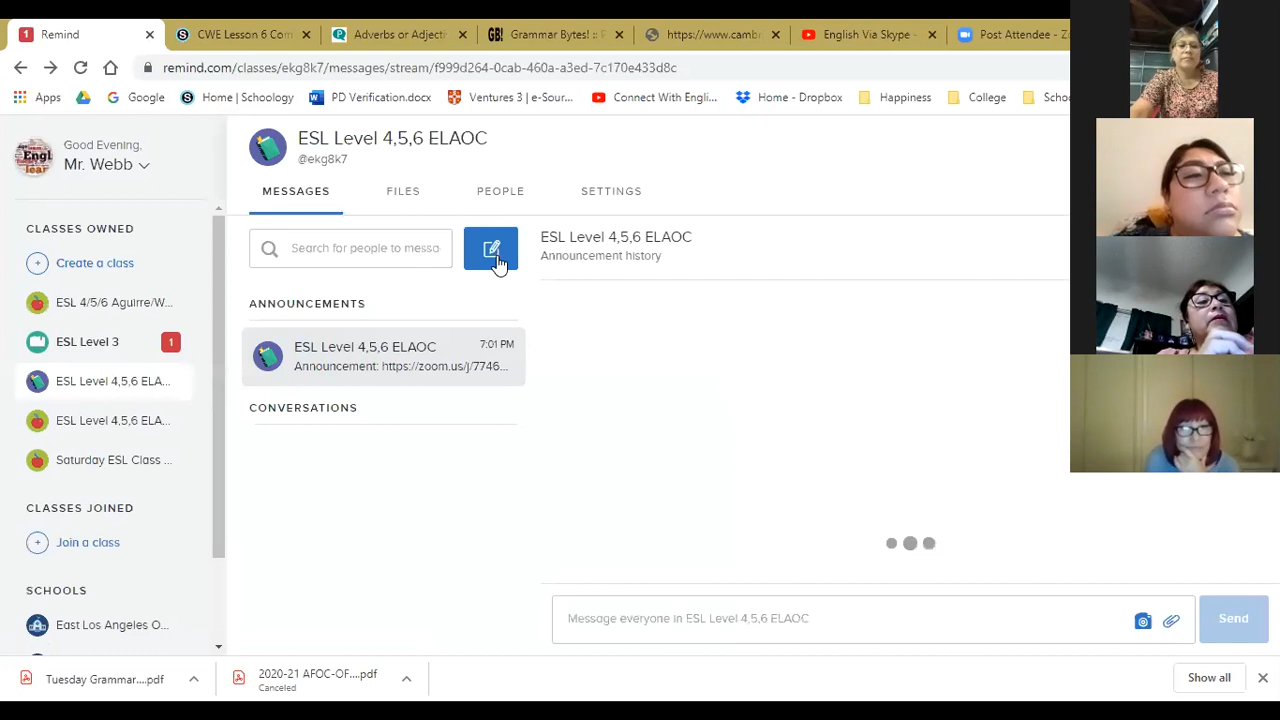 1 Remind
CWE Lesson 6 Com
Adverbs or Adject
Grammar Bytes! :: F
https://www.camb
English Via Skype -
Post Attendee - Zo
remind.com/classes/ekg8k7/messages/stream/f999d264-0cab-460a-a3ed-7c170e433d8c
Apps
Google
Home | Schoology
PD Verification.docx
Ventures 3 | e-Sour...
Connect With Engli...
Home - Dropbox
Happiness
College
Schoo
Good Evening,
Mr. Webb
CLASSES OWNED
Create a class
ESL 4/5/6 Aguirre/W...
ESL Level 3
1
ESL Level 4,5,6 ELA...
ESL Level 4,5,6 ELA...
Saturday ESL Class ...
CLASSES JOINED
Join a class
SCHOOLS
East Los Angeles O...
ESL Level 4,5,6 ELAOC
@ekg8k7
MESSAGES
FILES
PEOPLE
SETTINGS
Search for people to messa
ANNOUNCEMENTS
ESL Level 4,5,6 ELAOC
7:01 PM
Announcement: https://zoom.us/j/7746...
CONVERSATIONS
ESL Level 4,5,6 ELAOC
Announcement history
Message everyone in ESL Level 4,5,6 ELAOC
Send
Tuesday Grammar....pdf
2020-21 AFOC-OF....pdf
Canceled
Show all